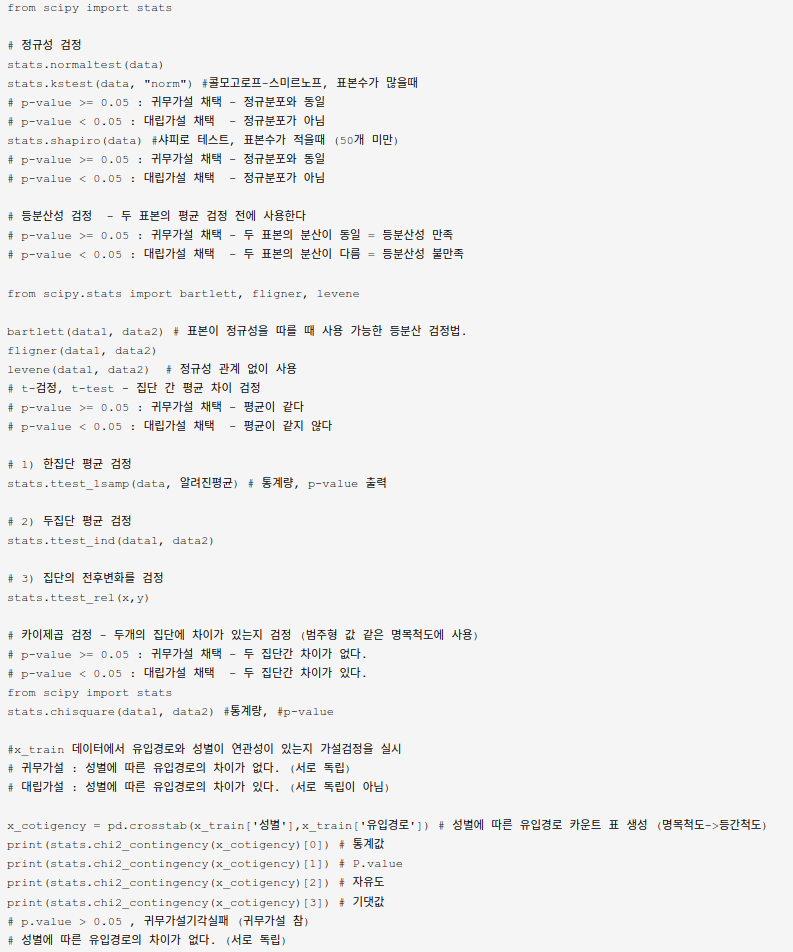 from scipy import stats

# 정규성 검정
stats.normaltest(data)
stats.kstest(data, "norm") #콜모고로프-스미르노프, 표본수가 많을때
# p-value >= 0.05 : 귀무가설 채택 - 정규분포와 동일
# p-value < 0.05 : 대립가설 채택  - 정규분포가 아님
stats.shapiro(data) #샤피로 테스트, 표본수가 적을때 (50개 미만)
# p-value >= 0.05 : 귀무가설 채택 - 정규분포와 동일
# p-value < 0.05 : 대립가설 채택  - 정규분포가 아님

# 등분산성 검정  - 두 표본의 평균 검정 전에 사용한다
# p-value >= 0.05 : 귀무가설 채택 - 두 표본의 분산이 동일 = 등분산성 만족
# p-value < 0.05 : 대립가설 채택  - 두 표본의 분산이 다름 = 등분산성 불만족

from scipy.stats import bartlett, fligner, levene

bartlett(data1, data2) # 표본이 정규성을 따를 때 사용 가능한 등분산 검정법.
fligner(data1, data2)
levene(data1, data2)  # 정규성 관계 없이 사용
# t-검정, t-test - 집단 간 평균 차이 검정
# p-value >= 0.05 : 귀무가설 채택 - 평균이 같다
# p-value < 0.05 : 대립가설 채택  - 평균이 같지 않다

# 1) 한집단 평균 검정
stats.ttest_1samp(data, 알려진평균) # 통계량, p-value 출력

# 2) 두집단 평균 검정
stats.ttest_ind(data1, data2)

# 3) 집단의 전후변화를 검정
stats.ttest_rel(x,y)

# 카이제곱 검정 - 두개의 집단에 차이가 있는지 검정 (범주형 값 같은 명목척도에 사용)
# p-value >= 0.05 : 귀무가설 채택 - 두 집단간 차이가 없다.
# p-value < 0.05 : 대립가설 채택  - 두 집단간 차이가 있다.
from scipy import stats
stats.chisquare(data1, data2) #통계량, #p-value

#x_train 데이터에서 유입경로와 성별이 연관성이 있는지 가설검정을 실시
# 귀무가설 : 성별에 따른 유입경로의 차이가 없다. (서로 독립)
# 대립가설 : 성별에 따른 유입경로의 차이가 있다. (서로 독립이 아님)

x_cotigency = pd.crosstab(x_train['성별'],x_train['유입경로']) # 성별에 따른 유입경로 카운트 표 생성 (명목척도->등간척도)
print(stats.chi2_contingency(x_cotigency)[0]) # 통계값
print(stats.chi2_contingency(x_cotigency)[1]) # P.value
print(stats.chi2_contingency(x_cotigency)[2]) # 자유도
print(stats.chi2_contingency(x_cotigency)[3]) # 기댓값
# p.value > 0.05 , 귀무가설기각실패 (귀무가설 참)
# 성별에 따른 유입경로의 차이가 없다. (서로 독립)